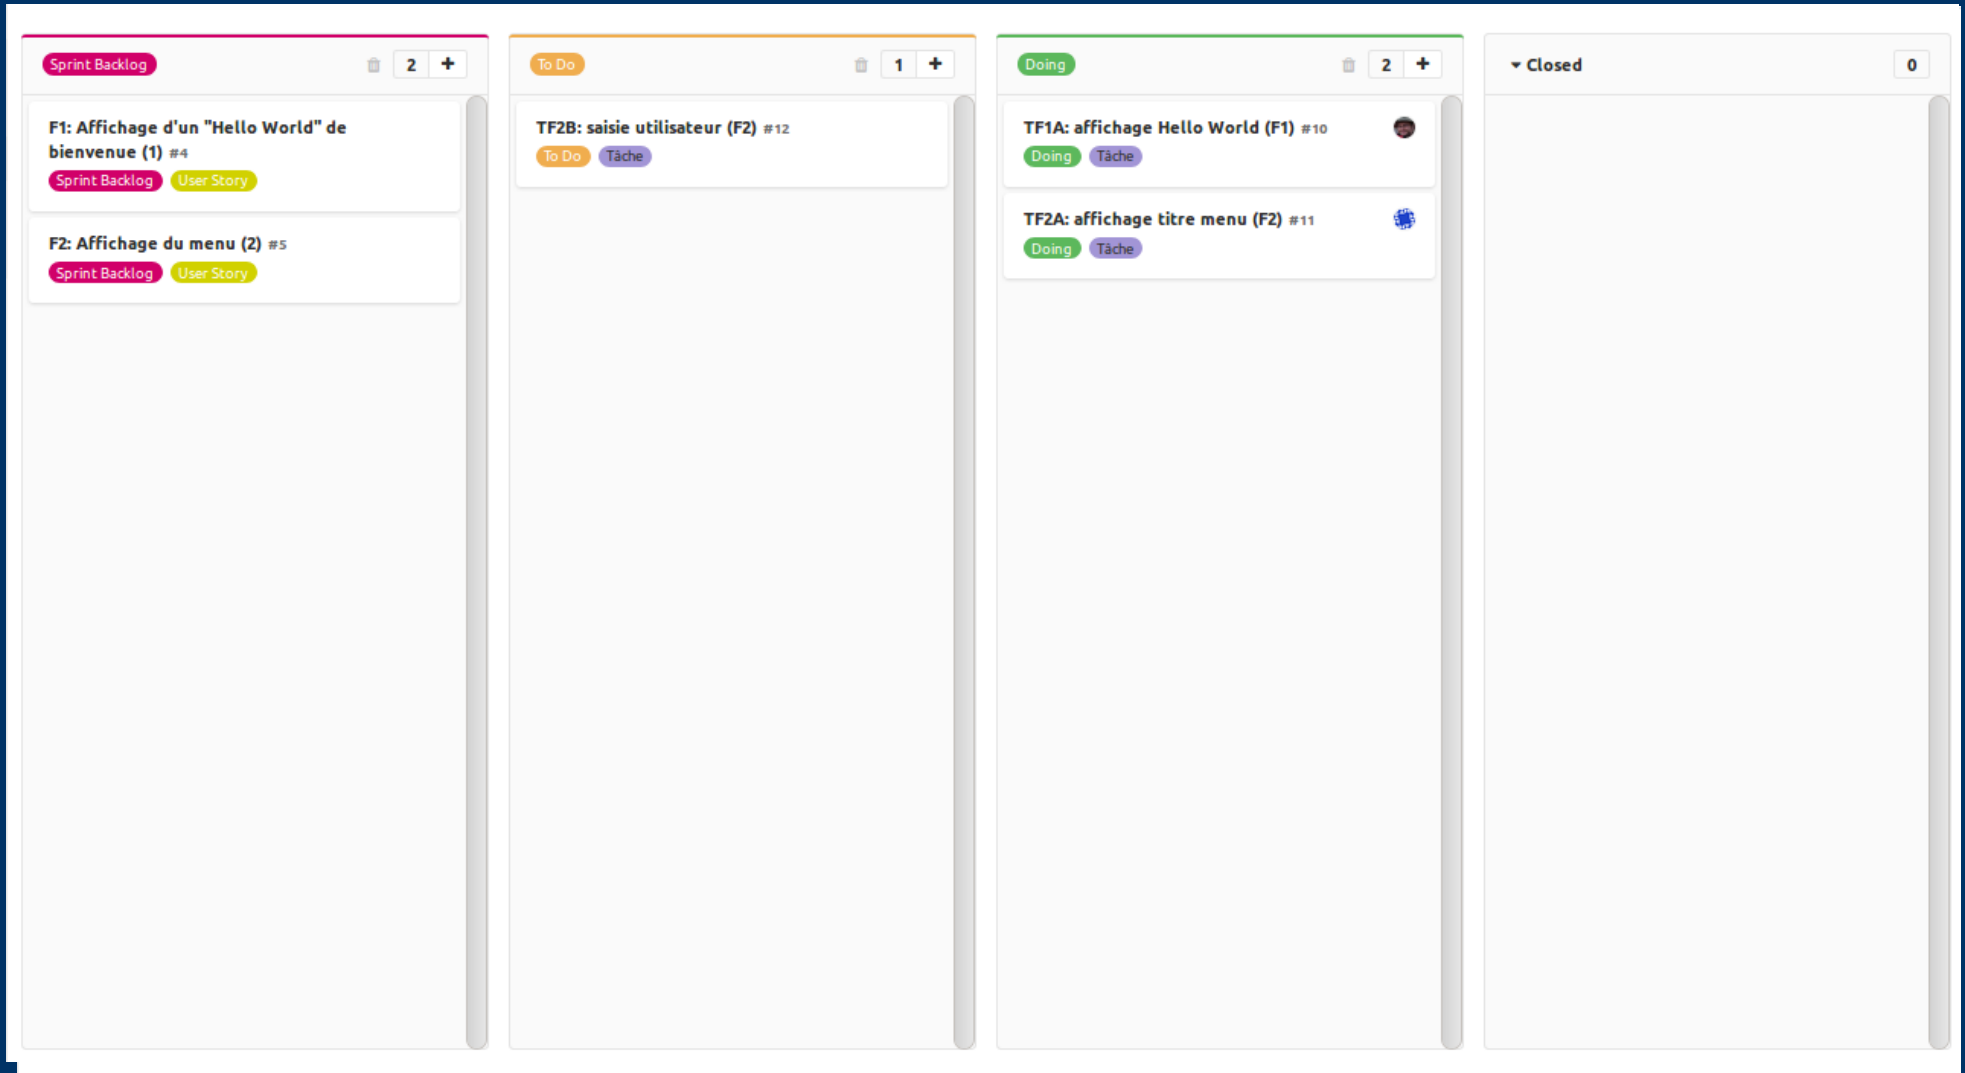 Sprint Backlog 2 +
F1: Affichage d'un "Hello World" de
bienvenue (1) #4
Sprint Backlog User Story
F2: Affichage du menu (2) #5
Sprint Backlog User Story
To Do 1 +
TF2B: saisie utilisateur (F2) #12
To Do Tâche
Doing 2 +
TF1A: affichage Hello World (F1) #10
Doing Tâche
TF2A: affichage titre menu (F2) #11
Doing Tâche
Closed 0